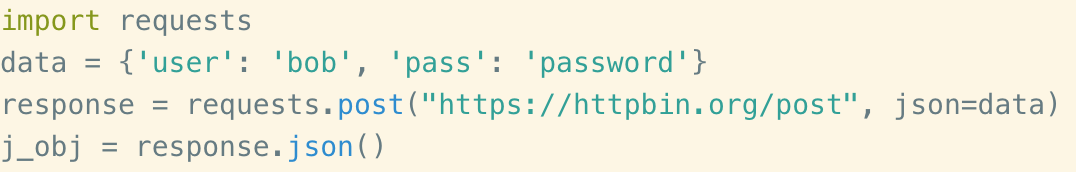 import requests
data = {'user': 'bob', 'pass': 'password'}
response = requests.post("https://httpbin.org/post", json=data)
j_obj = response.json()